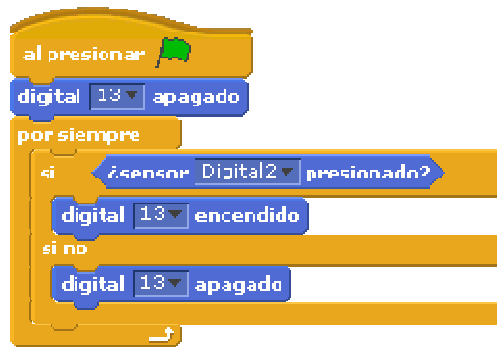 al presionar
digital 13 apagado
por siempre
si ¿sensor Digital2 presionado?
digital 13 encendido
si no
digital 13 apagado